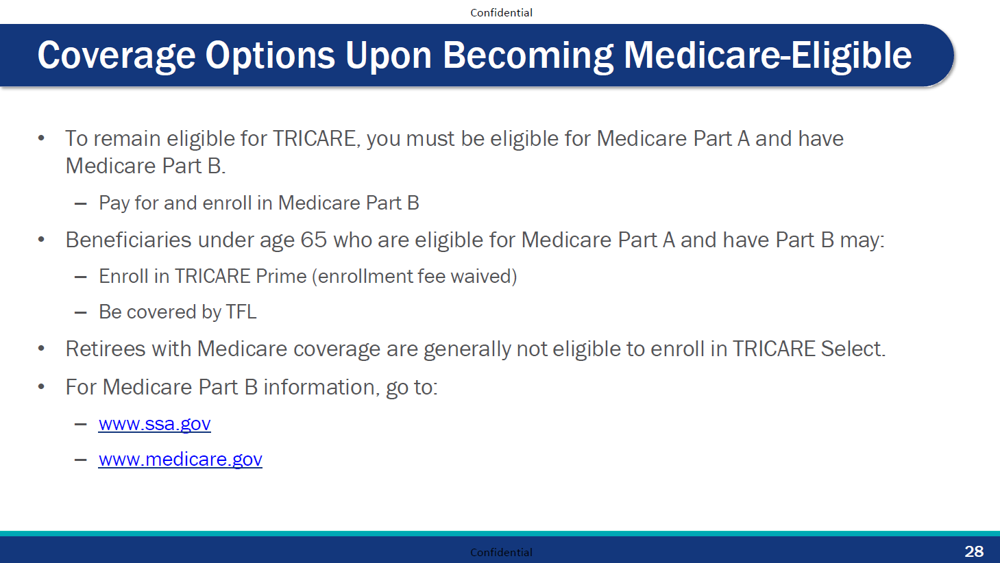 Confidential
Coverage Options Upon Becoming Medicare-Eligible
• To remain eligible for TRICARE, you must be eligible for Medicare Part A and have
Medicare Part B.
– Pay for and enroll in Medicare Part B
• Beneficiaries under age 65 who are eligible for Medicare Part A and have Part B may:
– Enroll in TRICARE Prime (enrollment fee waived)
– Be covered by TFL
• Retirees with Medicare coverage are generally not eligible to enroll in TRICARE Select.
• For Medicare Part B information, go to:
– www.ssa.gov
– www.medicare.gov
Confidential
28